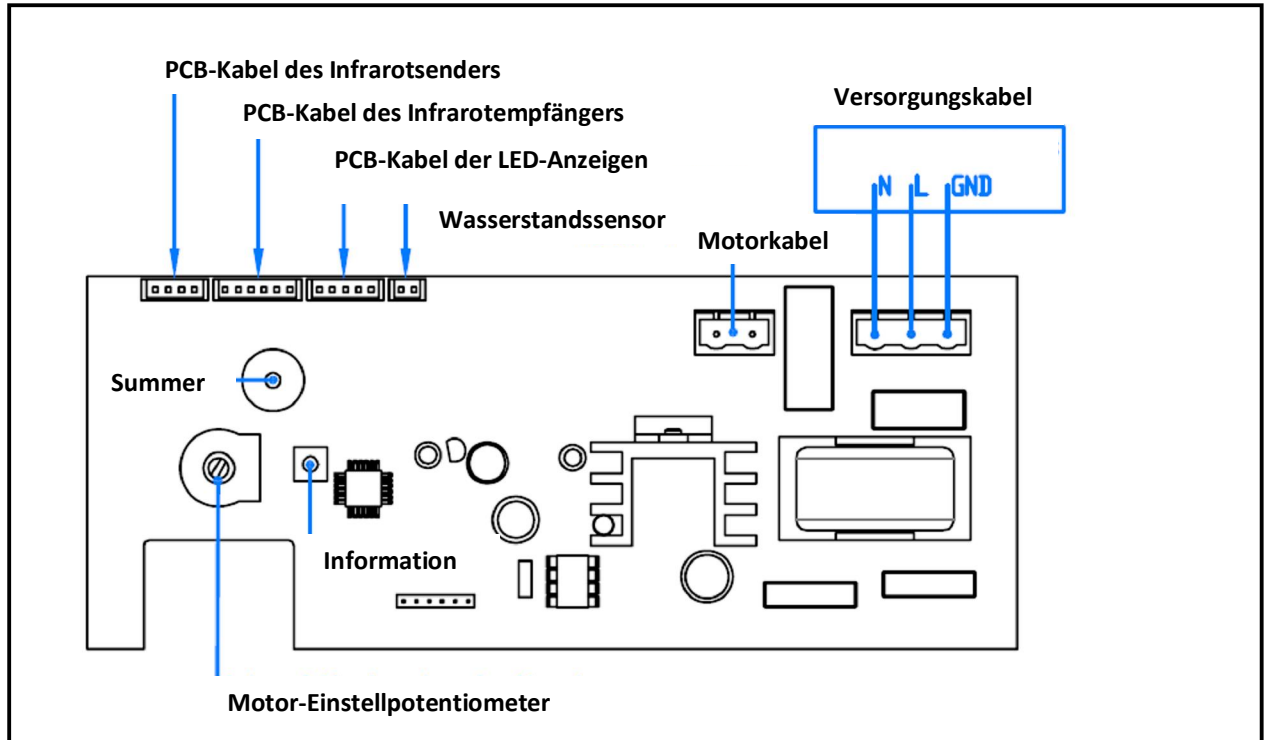 PCB-Kabel des Infrarotsenders
PCB-Kabel des Infrarotempfängers
Versorgungskabel
PCB-Kabel der LED-Anzeigen
N L GND
Wasserstandssensor
Motorkabel
Summer
Information
Motor-Einstellpotentiometer